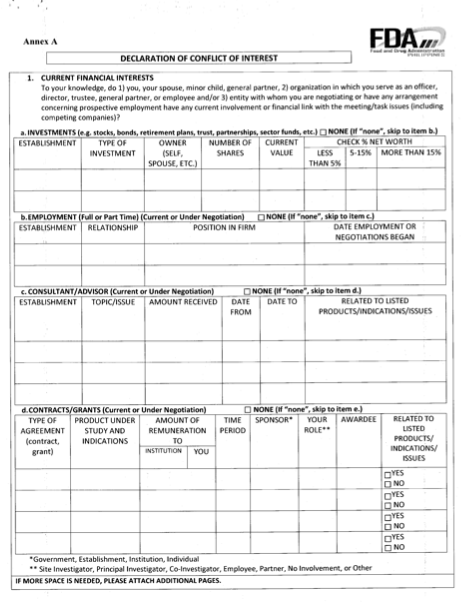 Annex A
FDA
Food and Drug Administration
PHILIPPINES
DECLARATION OF CONFLICT OF INTEREST
1. CURRENT FINANCIAL INTERESTS
To your knowledge, do 1) you, your spouse, minor child, general partner, 2) organization in which you serve as an officer,
director, trustee, general partner, or employee and/or 3) entity with whom you are negotiating or have any arrangement
concerning prospective employment have any current involvement or financial link with the meeting/task issues (including
competing companies)?
a. INVESTMENTS (e.g. stocks, bonds, retirement plans, trust, partnerships, sector funds, etc.) ☐ NONE (If "none", skip to item b.)
ESTABLISHMENT TYPE OF INVESTMENT OWNER (SELF, SPOUSE, ETC.) NUMBER OF SHARES CURRENT VALUE CHECK % NET WORTH
LESS THAN 5% 5-15% MORE THAN 15%
b. EMPLOYMENT (Full or Part Time) (Current or Under Negotiation) ☐ NONE (If "none", skip to item c.)
ESTABLISHMENT RELATIONSHIP POSITION IN FIRM DATE EMPLOYMENT OR NEGOTIATIONS BEGAN
c. CONSULTANT/ADVISOR (Current or Under Negotiation) ☐ NONE (If "none", skip to item d.)
ESTABLISHMENT TOPIC/ISSUE AMOUNT RECEIVED DATE FROM DATE TO RELATED TO LISTED PRODUCTS/INDICATIONS/ISSUES
d. CONTRACTS/GRANTS (Current or Under Negotiation) ☐ NONE (If "none", skip to item e.)
TYPE OF AGREEMENT (contract, grant) PRODUCT UNDER STUDY AND INDICATIONS AMOUNT OF REMUNERATION TO TIME PERIOD SPONSOR* YOUR ROLE** AWARDEE RELATED TO LISTED PRODUCTS/ INDICATIONS/ ISSUES
INSTITUTION YOU
☐ YES
☐ NO
☐ YES
☐ NO
☐ YES
☐ NO
☐ YES
☐ NO
*Government, Establishment, Institution, Individual
** Site Investigator, Principal Investigator, Co-Investigator, Employee, Partner, No Involvement, or Other
IF MORE SPACE IS NEEDED, PLEASE ATTACH ADDITIONAL PAGES.